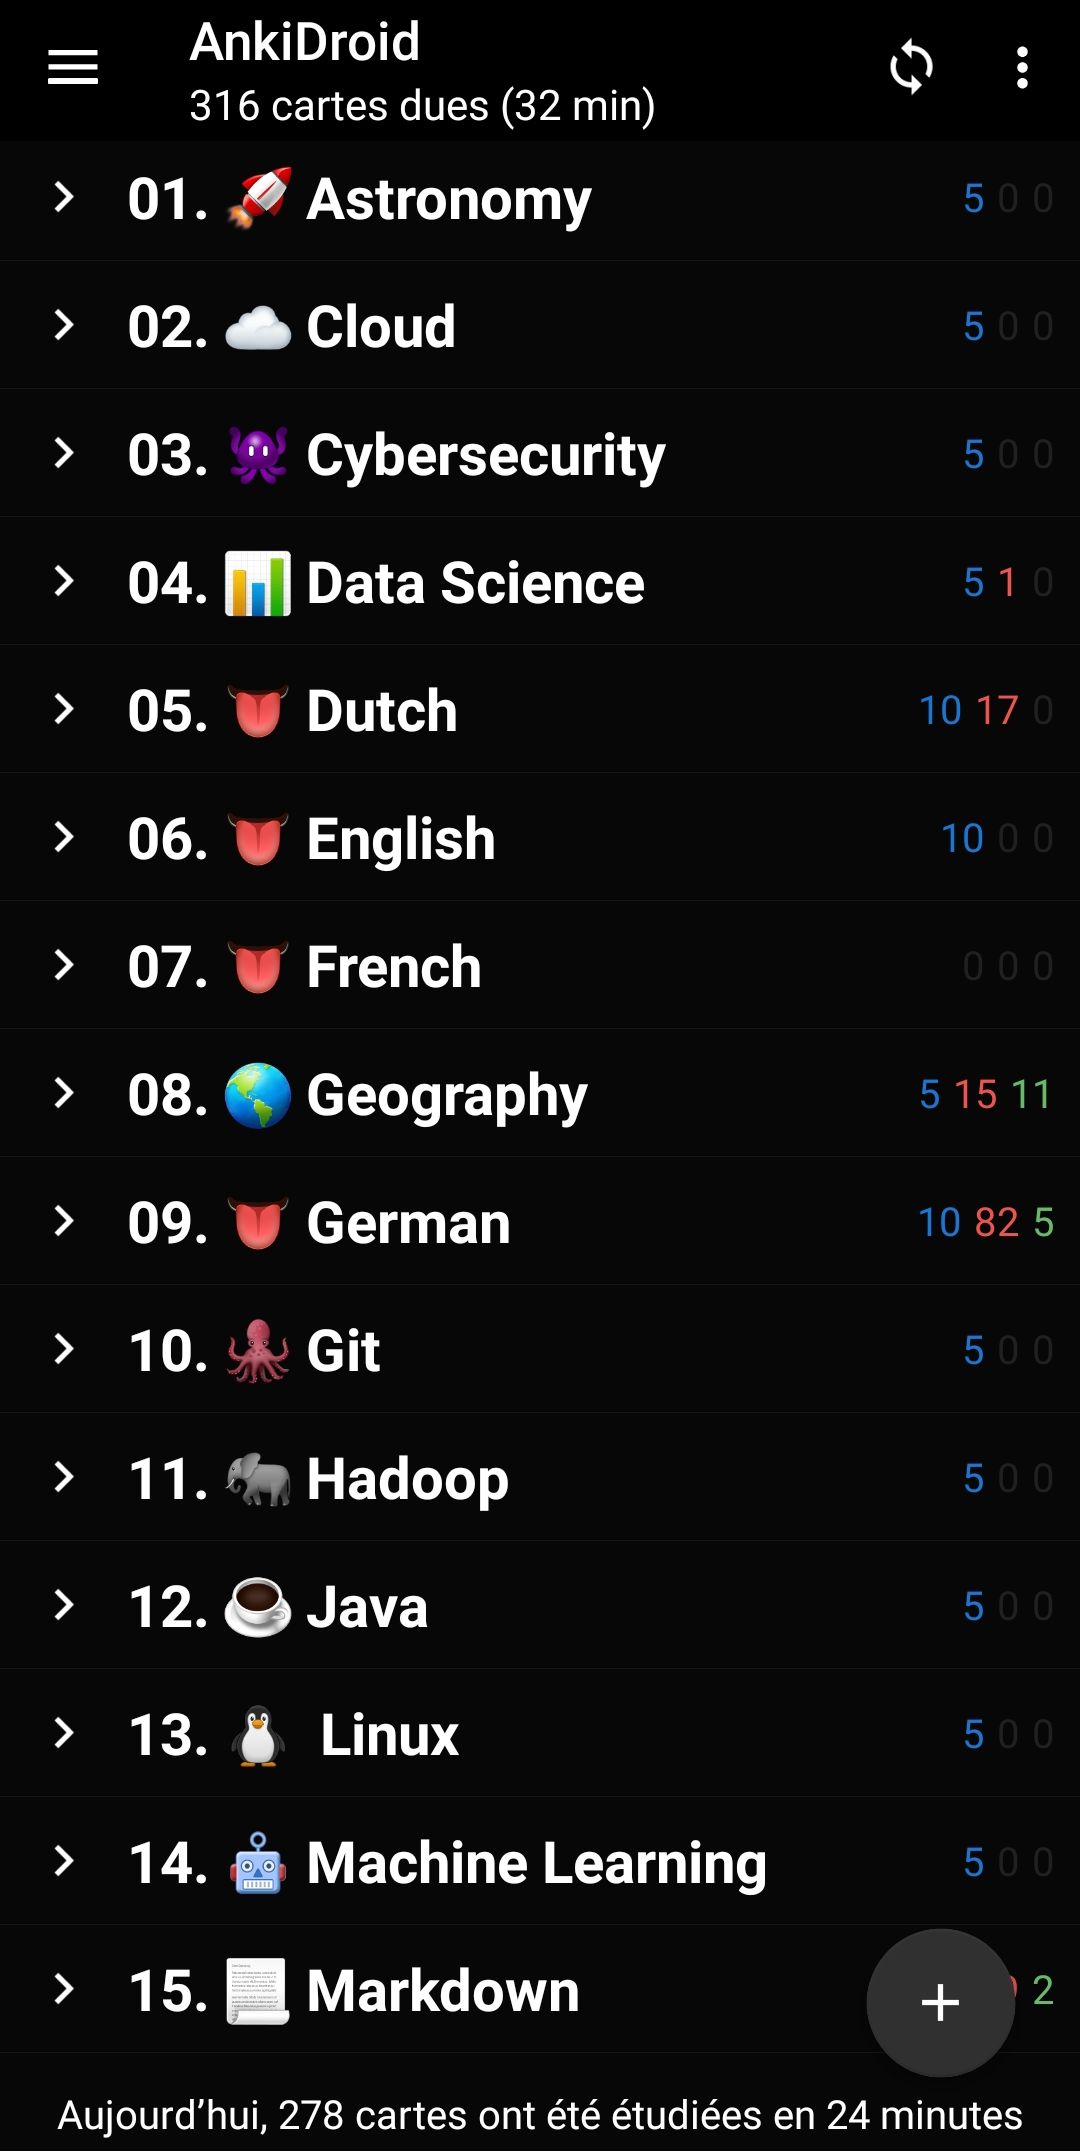 AnkiDroid
316 cartes dues (32 min)
01. 🚀 Astronomy 5 0 0
02. ☁️ Cloud 5 0 0
03. Cybersecurity 5 0 0
04. 📊 Data Science 5 1 0
05. 👅 Dutch 10 17 0
06. 👅 English 10 0 0
07. 👅 French 0 0 0
08. 🌎 Geography 5 15 11
09. 👅 German 10 82 5
10. 🐙 Git 5 0 0
11. 🐘 Hadoop 5 0 0
12. ☕ Java 5 0 0
13. 🐧 Linux 5 0 0
14. 🤖 Machine Learning 5 0 0
15. 📃 Markdown 2
Aujourd’hui, 278 cartes ont été étudiées en 24 minutes